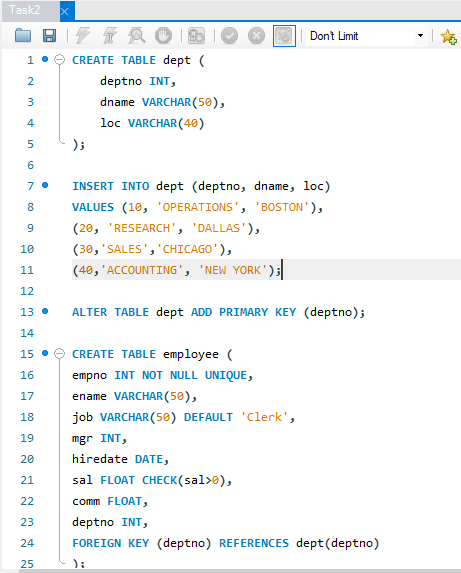 Task2
Don't Limit
1 CREATE TABLE dept (
2 deptno INT,
3 dname VARCHAR(50),
4 loc VARCHAR(40)
5 );
6
7 INSERT INTO dept (deptno, dname, loc)
8 VALUES (10, 'OPERATIONS', 'BOSTON'),
9 (20, 'RESEARCH', 'DALLAS'),
10 (30,'SALES','CHICAGO'),
11 (40,'ACCOUNTING', 'NEW YORK');
12
13 ALTER TABLE dept ADD PRIMARY KEY (deptno);
14
15 CREATE TABLE employee (
16 empno INT NOT NULL UNIQUE,
17 ename VARCHAR(50),
18 job VARCHAR(50) DEFAULT 'Clerk',
19 mgr INT,
20 hiredate DATE,
21 sal FLOAT CHECK(sal>0),
22 comm FLOAT,
23 deptno INT,
24 FOREIGN KEY (deptno) REFERENCES dept(deptno)
25 );